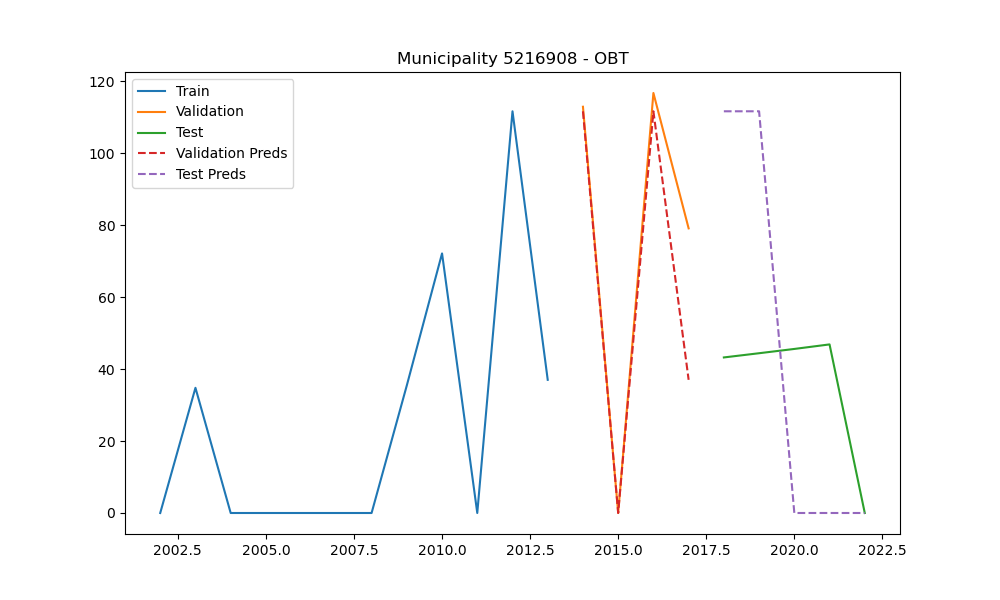 Municipality 5216908 - OBT
Train
Validation
Test
Validation Preds
Test Preds
120
100
80
60
40
20
0
2002.5 2005.0 2007.5 2010.0 2012.5 2015.0 2017.5 2020.0 2022.5